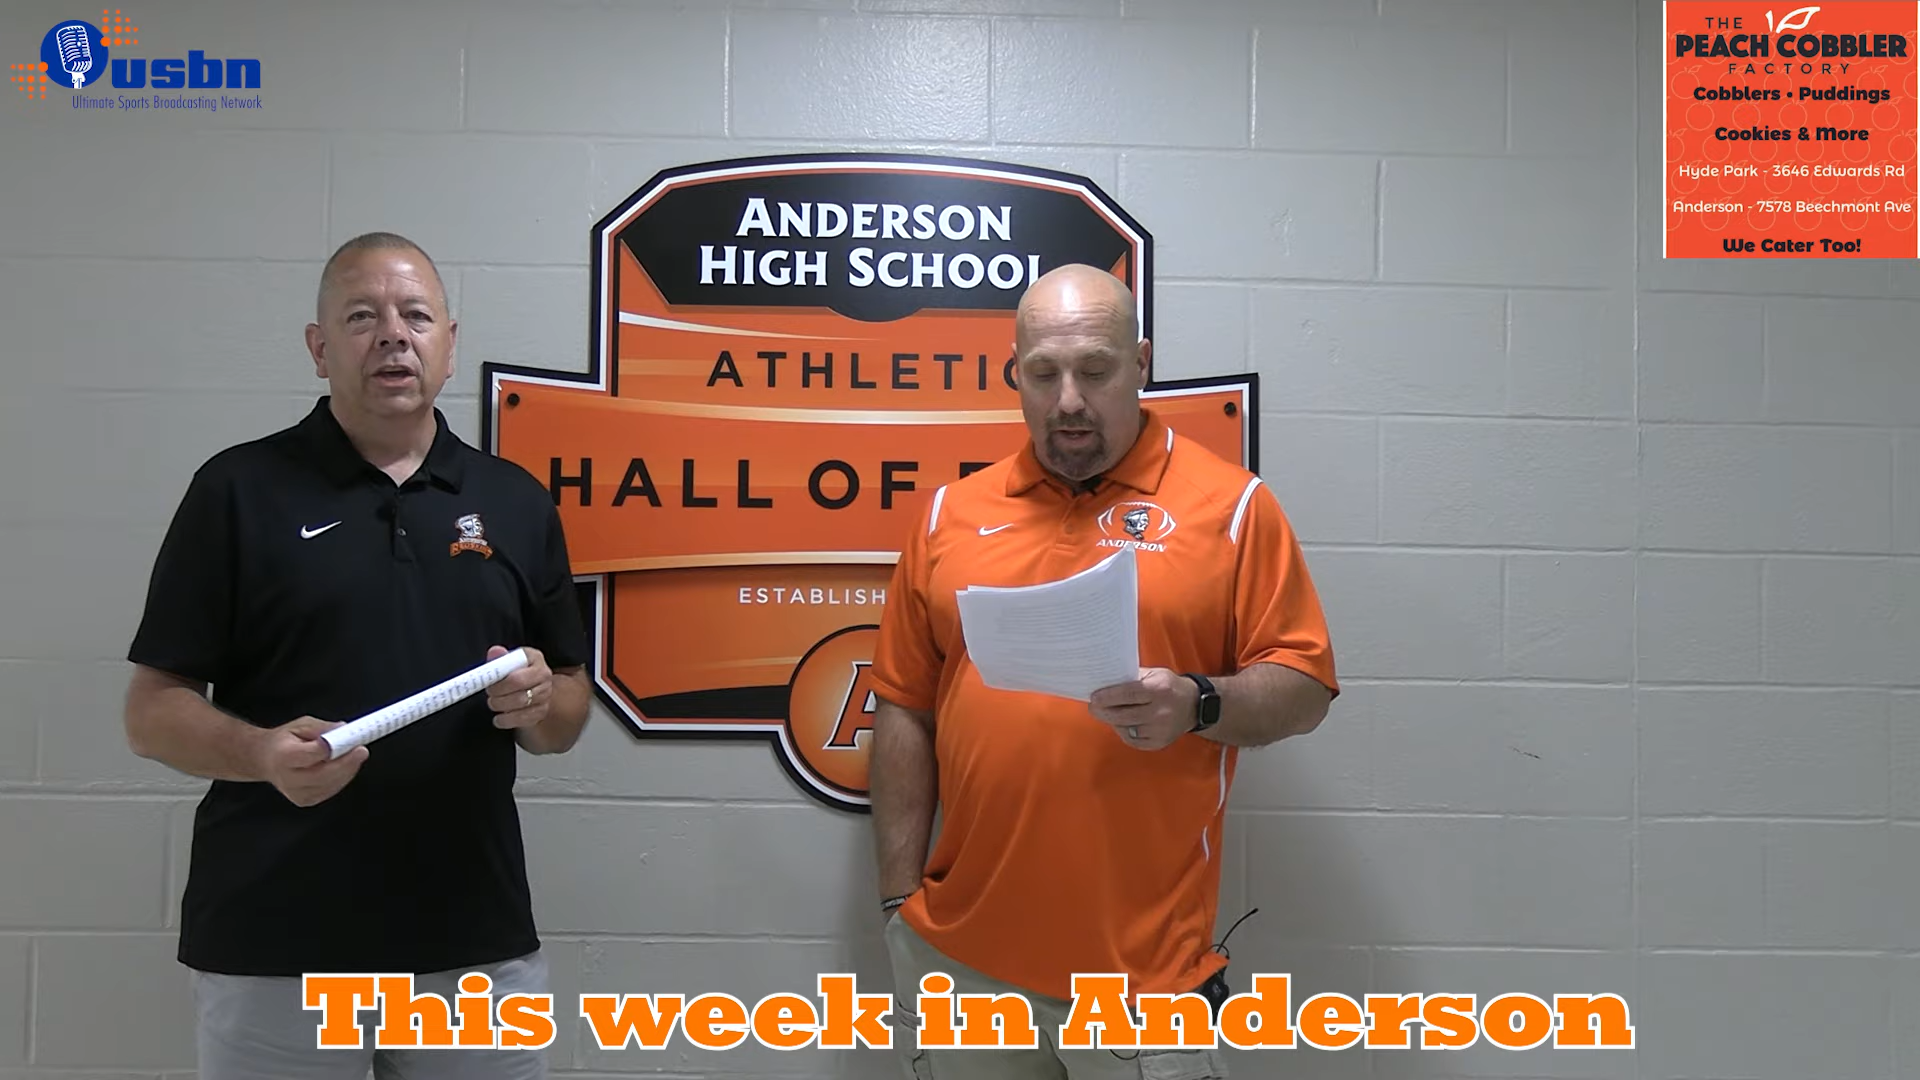 usbn
Ultimate Sports Broadcasting Network
THE
PEACH COBBLER
FACTORY
Cobblers • Puddings
Cookies & More
Hyde Park - 3646 Edwards Rd
Anderson - 7578 Beechmont Ave
We Cater Too!
ANDERSON
HIGH SCHOOL
ATHLETIC
HALL OF
ESTABLISH
A
ANDERSON
This week in Anderson